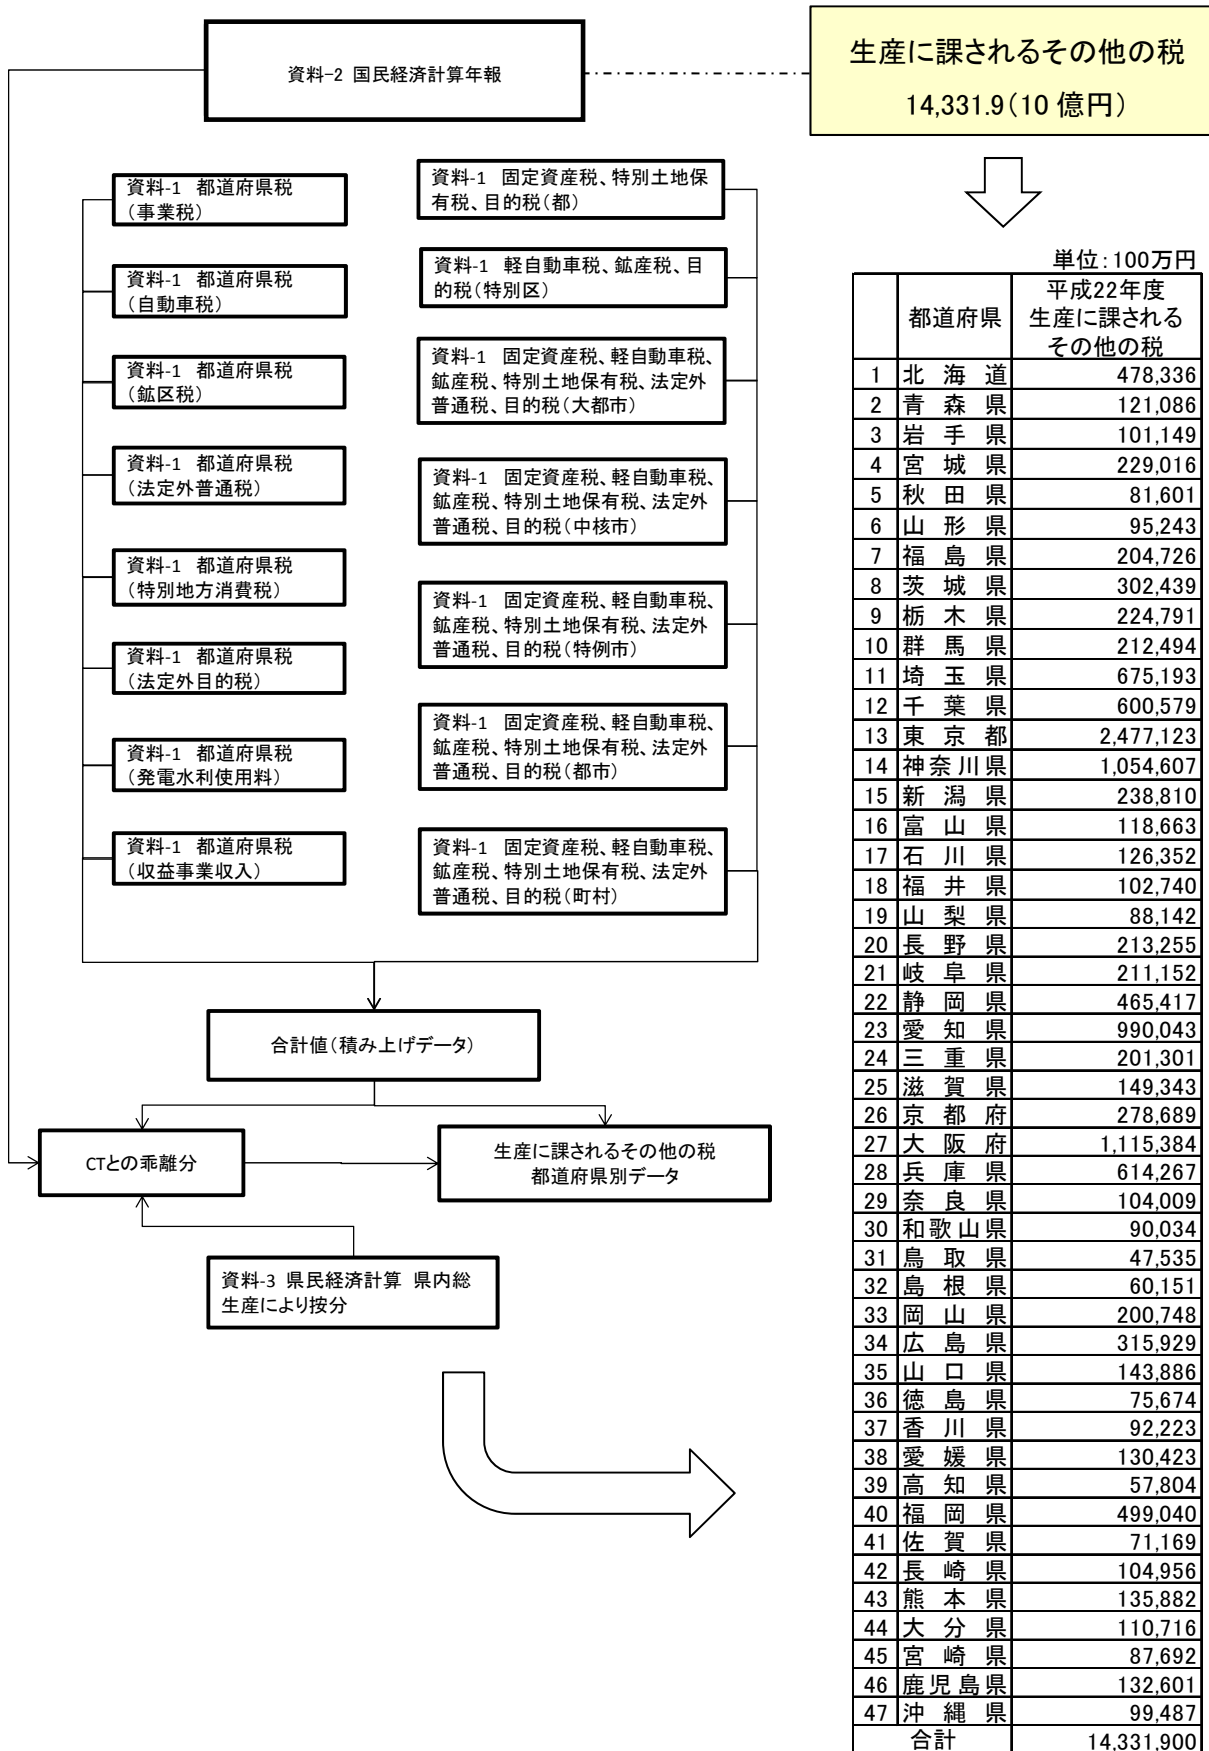 資料-2 国民経済計算年報
生産に課されるその他の税
14,331.9(10 億円)
資料-1 都道府県税
(事業税)
資料-1 都道府県税
(自動車税)
資料-1 都道府県税
(鉱区税)
資料-1 都道府県税
(法定外普通税)
資料-1 都道府県税
(特別地方消費税)
資料-1 都道府県税
(法定外目的税)
資料-1 都道府県税
(発電水利使用料)
資料-1 都道府県税
(収益事業収入)
資料-1 固定資産税、特別土地保
有税、目的税(都)
資料-1 軽自動車税、鉱産税、目
的税(特別区)
資料-1 固定資産税、軽自動車税、
鉱産税、特別土地保有税、法定外
普通税、目的税(大都市)
資料-1 固定資産税、軽自動車税、
鉱産税、特別土地保有税、法定外
普通税、目的税(中核市)
資料-1 固定資産税、軽自動車税、
鉱産税、特別土地保有税、法定外
普通税、目的税(特例市)
資料-1 固定資産税、軽自動車税、
鉱産税、特別土地保有税、法定外
普通税、目的税(都市)
資料-1 固定資産税、軽自動車税、
鉱産税、特別土地保有税、法定外
普通税、目的税(町村)
合計値(積み上げデータ)
CTとの乖離分
生産に課されるその他の税
都道府県別データ
資料-3 県民経済計算 県内総
生産により按分
単位:100万円
都道府県
平成22年度
生産に課される
その他の税
1 北海道 478,336
2 青森県 121,086
3 岩手県 101,149
4 宮城県 229,016
5 秋田県 81,601
6 山形県 95,243
7 福島県 204,726
8 茨城県 302,439
9 栃木県 224,791
10 群馬県 212,494
11 埼玉県 675,193
12 千葉県 600,579
13 東京都 2,477,123
14 神奈川県 1,054,607
15 新潟県 238,810
16 富山県 118,663
17 石川県 126,352
18 福井県 102,740
19 山梨県 88,142
20 長野県 213,255
21 岐阜県 211,152
22 静岡県 465,417
23 愛知県 990,043
24 三重県 201,301
25 滋賀県 149,343
26 京都府 278,689
27 大阪府 1,115,384
28 兵庫県 614,267
29 奈良県 104,009
30 和歌山県 90,034
31 鳥取県 47,535
32 島根県 60,151
33 岡山県 200,748
34 広島県 315,929
35 山口県 143,886
36 徳島県 75,674
37 香川県 92,223
38 愛媛県 130,423
39 高知県 57,804
40 福岡県 499,040
41 佐賀県 71,169
42 長崎県 104,956
43 熊本県 135,882
44 大分県 110,716
45 宮崎県 87,692
46 鹿児島県 132,601
47 沖縄県 99,487
合計 14,331,900